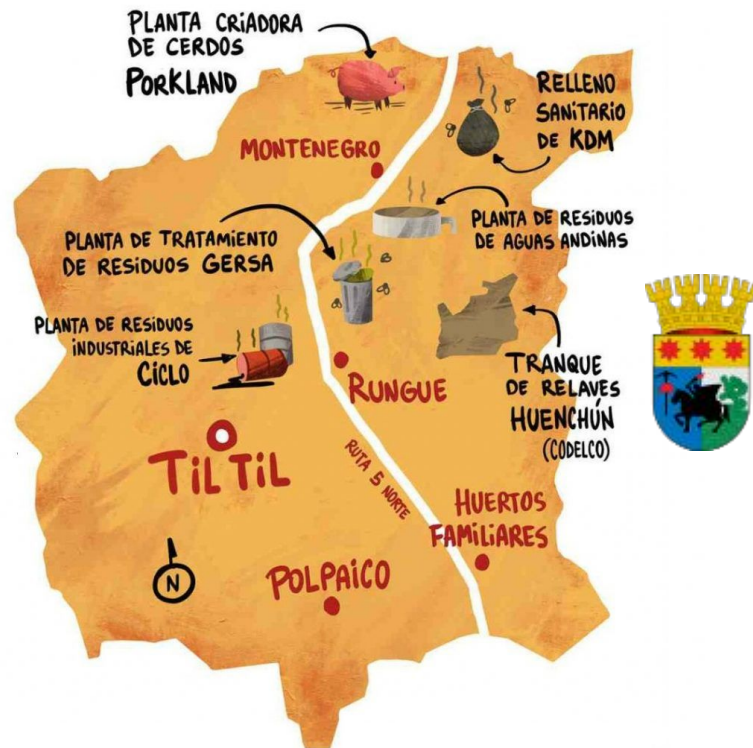 PLANTA CRIADORA
DE CERDOS
PORKLAND
RELLENO
SANITARIO
DE KDM
MONTENEGRO
PLANTA DE RESIDUOS
DE AGUAS ANDINAS
PLANTA DE TRATAMIENTO
DE RESIDUOS GERSA
PLANTA DE RESIDUOS
INDUSTRIALES DE
CICLO
TRANQUE
DE RELAVES
HUENCHÚN
(CODELCO)
RUNGUE
TIL TIL
RUTA 5 NORTE
HUERTOS
FAMILIARES
N
POLPAICO